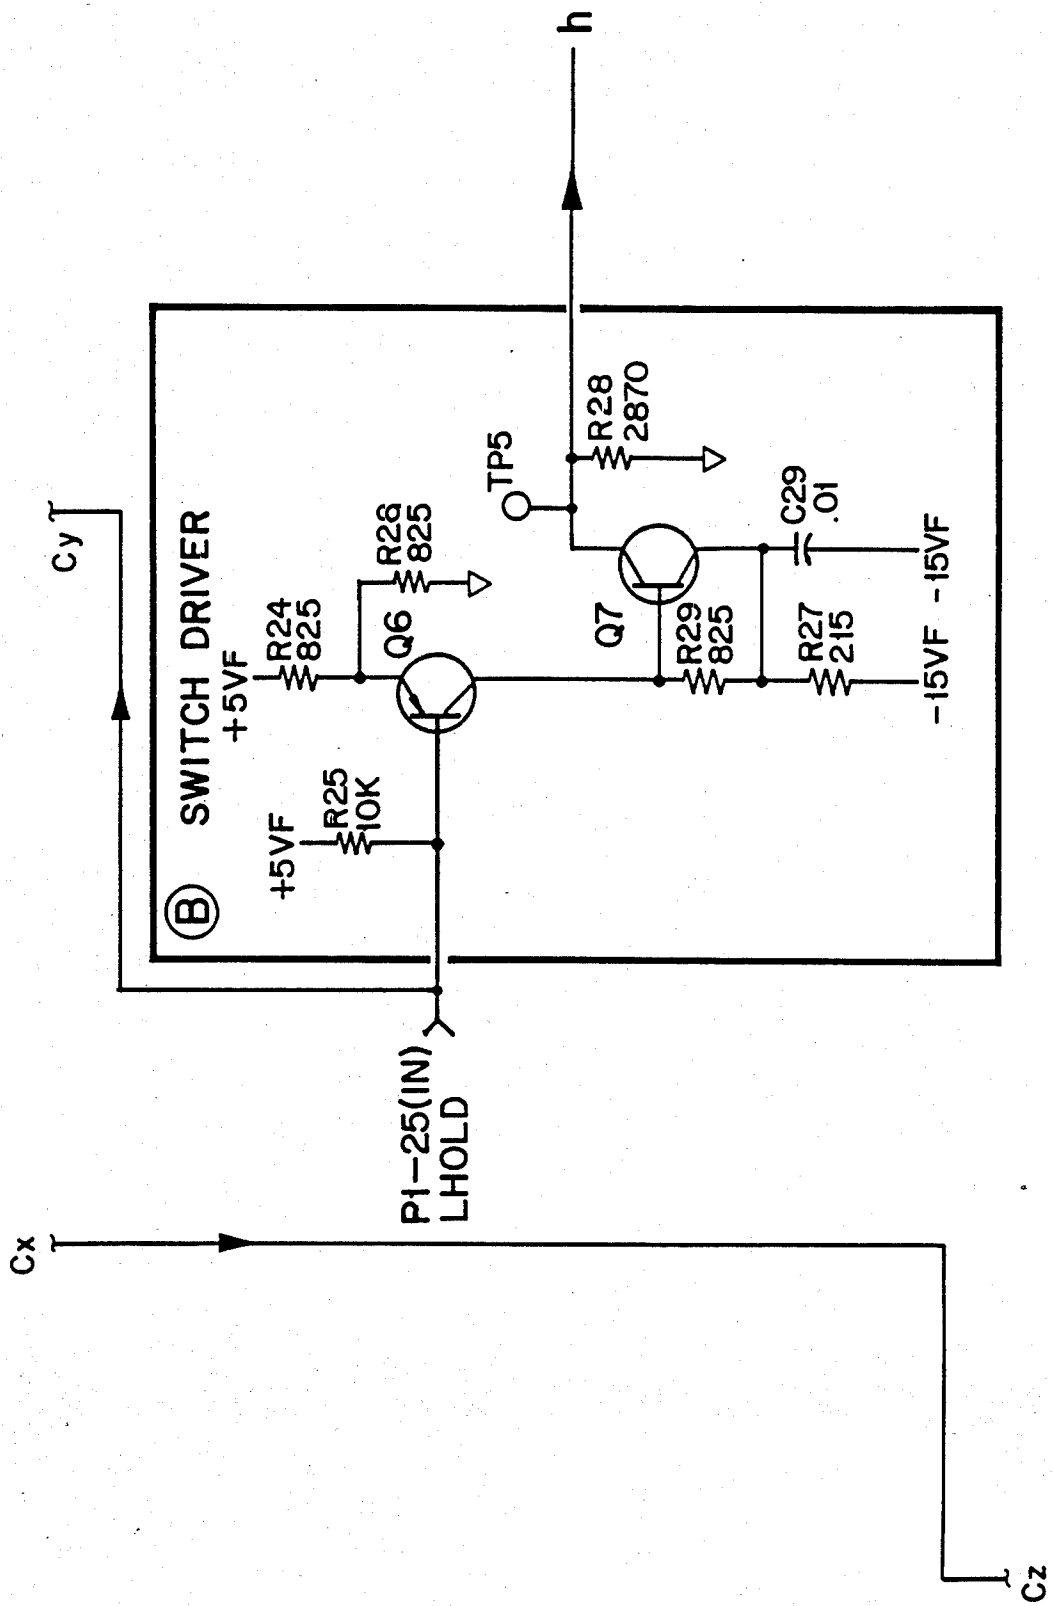 Cx
Cy
h
B
SWITCH DRIVER
+5VF
R25
10K
+5VF
R24
825
R26
825
Q6
TP5
R28
2870
Q7
R29
825
C29
.01
R27
215
-15VF
-15VF
P1-25(IN)
LHOLD
Cz